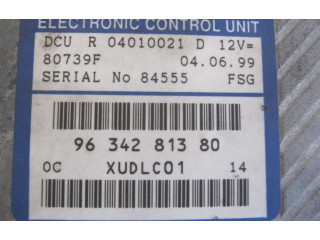 ELECTRONIC CONTROL UNIT
DCU R 04010021 D 12V=
80739F 04.06.99
SERIAL No 84555 FSG
96 342 813 80
OC XUDLC01 14